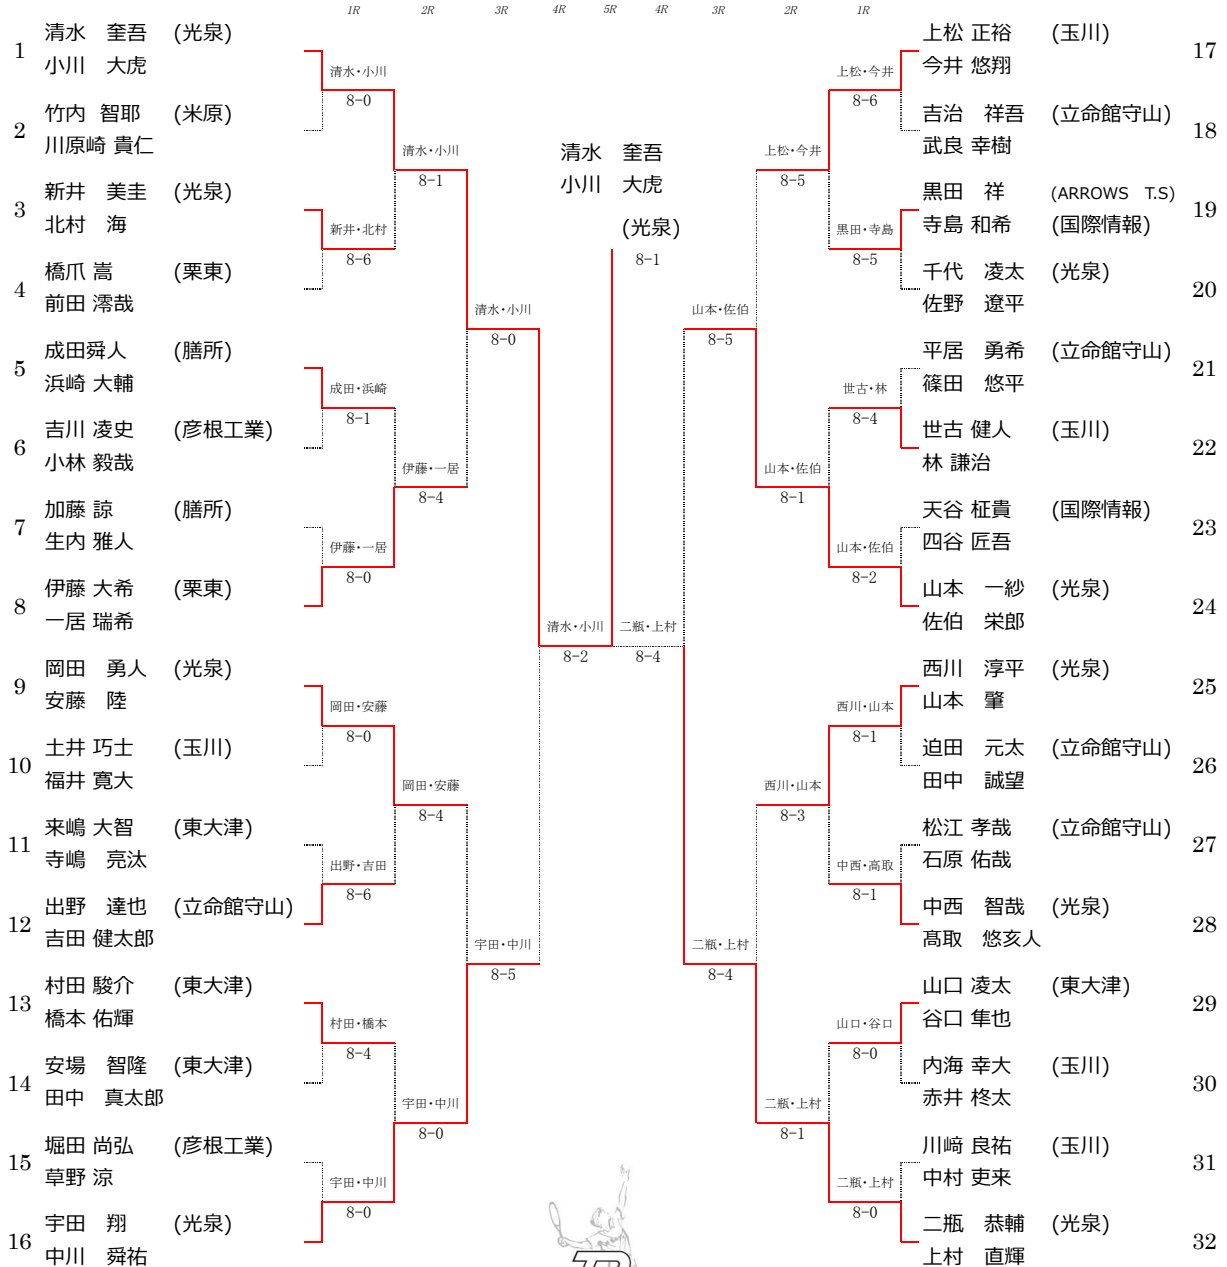 1R 2R 3R 4R 5R 4R 3R 2R 1R
1 清水 奎吾 (光泉)
小川 大虎
2 竹内 智耶 (米原)
川原崎 貴仁
3 新井 美圭 (光泉)
北村 海
4 橋爪 嵩 (栗東)
前田 澪哉
5 成田舜人 (膳所)
浜崎 大輔
6 吉川 凌史 (彦根工業)
小林 毅哉
7 加藤 諒 (膳所)
生内 雅人
8 伊藤 大希 (栗東)
一居 瑞希
9 岡田 勇人 (光泉)
安藤 陸
10 土井 巧士 (玉川)
福井 寛大
11 来嶋 大智 (東大津)
寺嶋 亮汰
12 出野 達也 (立命館守山)
吉田 健太郎
13 村田 駿介 (東大津)
橋本 佑輝
14 安場 智隆 (東大津)
田中 真太郎
15 堀田 尚弘 (彦根工業)
草野 涼
16 宇田 翔 (光泉)
中川 舜祐
清水・小川
8-0
新井・北村
8-6
成田・浜崎
8-1
伊藤・一居
8-0
岡田・安藤
8-0
出野・吉田
8-6
村田・橋本
8-4
宇田・中川
8-0
清水・小川
8-1
伊藤・一居
8-4
岡田・安藤
8-4
宇田・中川
8-0
清水・小川
8-0
宇田・中川
8-5
清水・小川
8-2
清水 奎吾
小川 大虎
(光泉)
8-1
二瓶・上村
8-4
山本・佐伯
8-5
二瓶・上村
8-4
上松・今井
8-5
山本・佐伯
8-1
西川・山本
8-3
二瓶・上村
8-1
上松・今井
8-6
黒田・寺島
8-5
世古・林
8-4
山本・佐伯
8-2
西川・山本
8-1
中西・高取
8-1
山口・谷口
8-0
二瓶・上村
8-0
上松 正裕 (玉川) 17
今井 悠翔
吉治 祥吾 (立命館守山) 18
武良 幸樹
黒田 祥 (ARROWS T.S) 19
寺島 和希 (国際情報)
千代 凌太 (光泉) 20
佐野 遼平
平居 勇希 (立命館守山) 21
篠田 悠平
世古 健人 (玉川) 22
林 謙治
天谷 柾貴 (国際情報) 23
四谷 匠吾
山本 一紗 (光泉) 24
佐伯 栄郎
西川 淳平 (光泉) 25
山本 肇
迫田 元太 (立命館守山) 26
田中 誠望
松江 孝哉 (立命館守山) 27
石原 佑哉
中西 智哉 (光泉) 28
髙取 悠亥人
山口 凌太 (東大津) 29
谷口 隼也
内海 幸大 (玉川) 30
赤井 柊太
川﨑 良祐 (玉川) 31
中村 吏来
二瓶 恭輔 (光泉) 32
上村 直輝